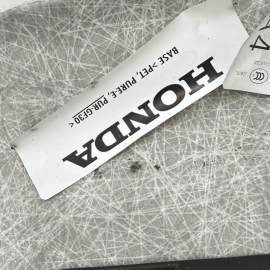 BASE >PET, PURE-E, PUR-GF30<
HONDA